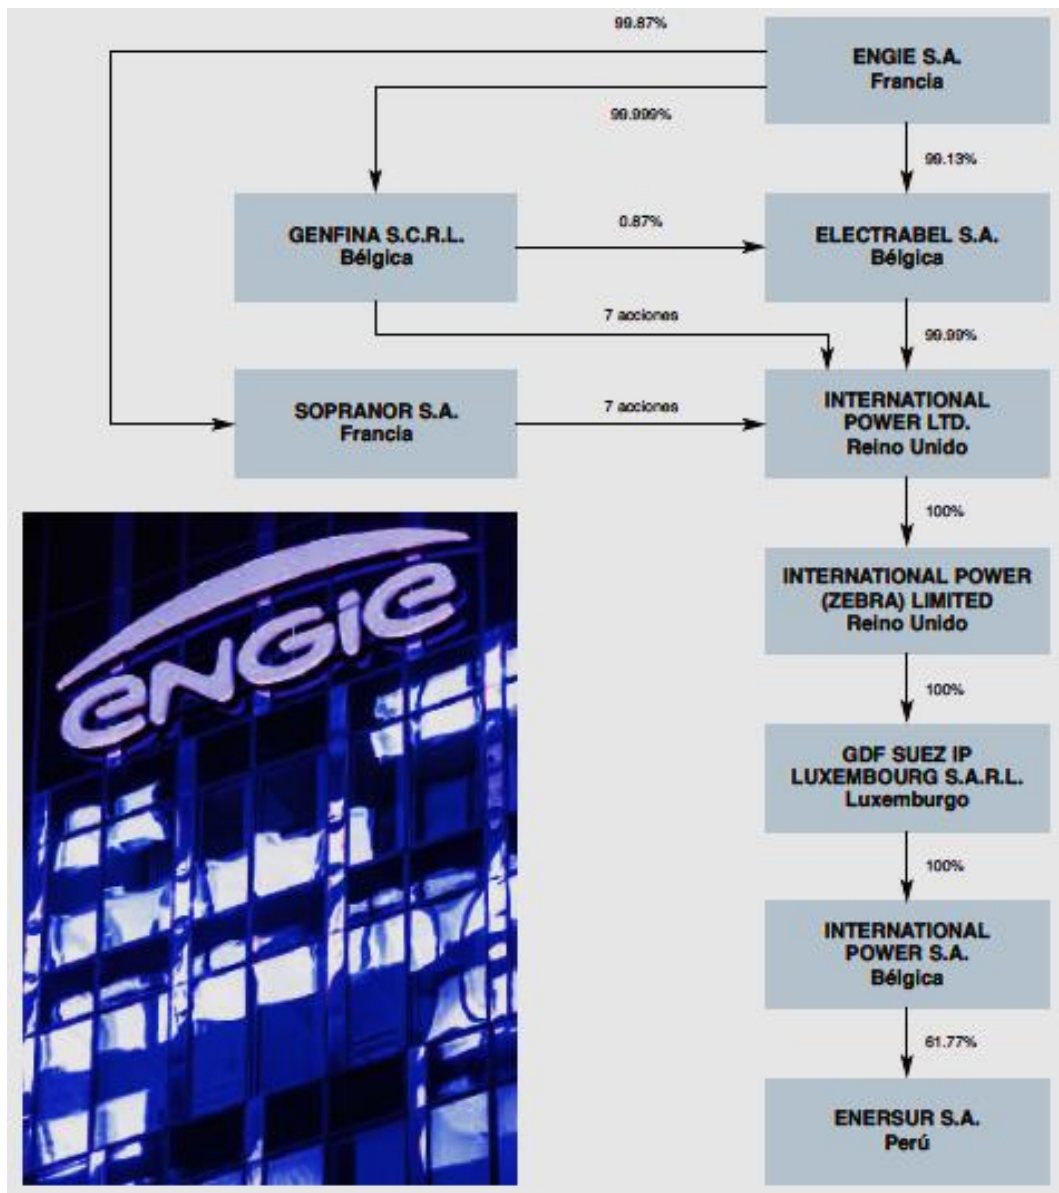 99.87%
ENGIE S.A.
Francia
99.999%
99.13%
GENFINA S.C.R.L.
Bélgica
0.87%
ELECTRABEL S.A.
Bélgica
7 acciones
99.99%
SOPRANOR S.A.
Francia
7 acciones
INTERNATIONAL
POWER LTD.
Reino Unido
100%
INTERNATIONAL POWER
(ZEBRA) LIMITED
Reino Unido
100%
GDF SUEZ IP
LUXEMBOURG S.A.R.L.
Luxemburgo
100%
INTERNATIONAL
POWER S.A.
Bélgica
61.77%
ENERSUR S.A.
Perú
eNGiE